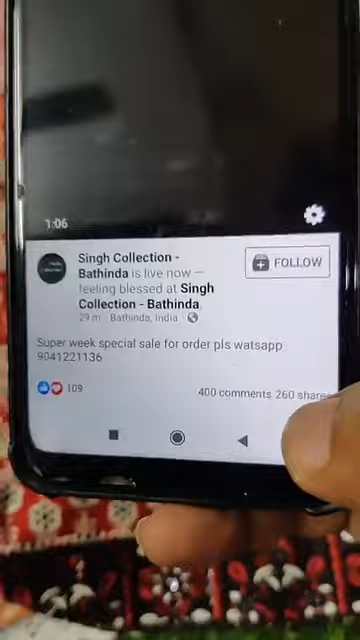 1:06
Singh Collection -
Bathinda is live now —
feeling blessed at Singh
Collection - Bathinda.
29 m · Bathinda, India ·
FOLLOW
Super week special sale for order pls watsapp
9041221136
109
400 comments 260 shares